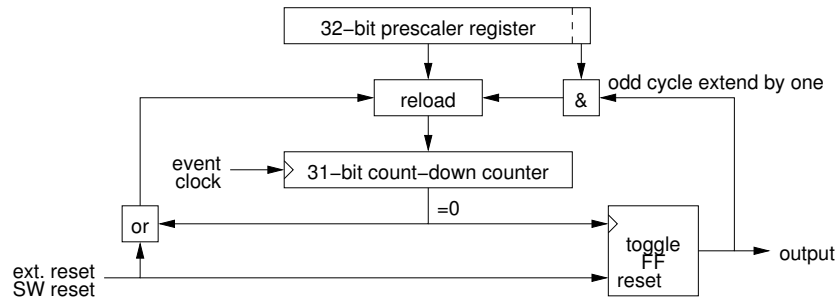 32−bit prescaler register
odd cycle extend by one
reload
&
event
clock
31−bit count−down counter
=0
or
toggle
FF
output
ext. reset
SW reset
reset